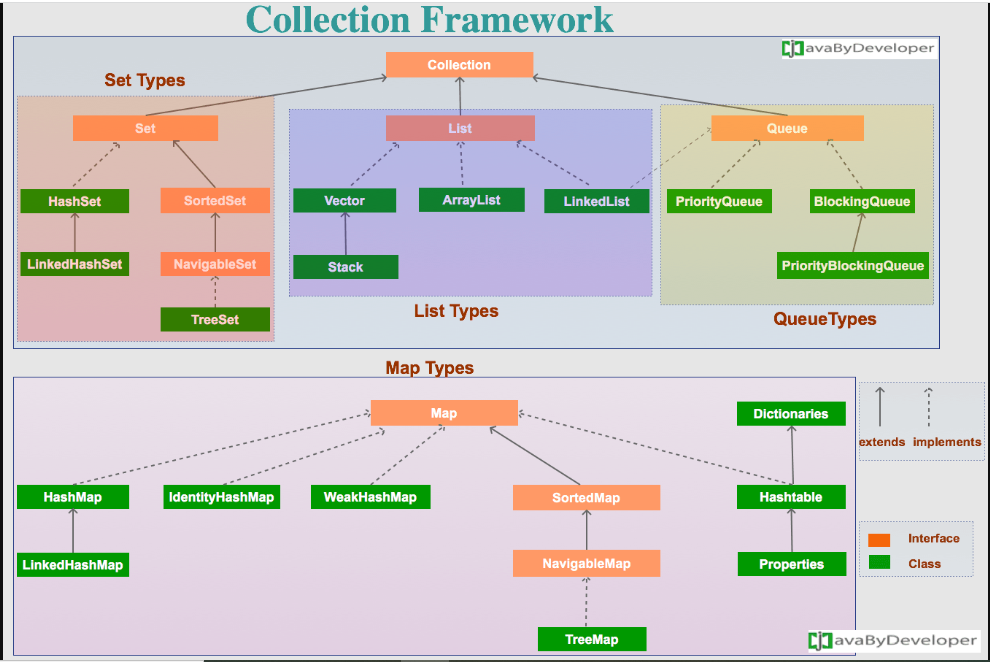 Collection Framework
avaByDeveloper
Collection
Set Types
Set
List
Queue
HashSet
SortedSet
Vector
ArrayList
LinkedList
PriorityQueue
BlockingQueue
LinkedHashSet
NavigableSet
Stack
PriorityBlockingQueue
TreeSet
List Types
QueueTypes
Map Types
Map
Dictionaries
extends implements
HashMap
IdentityHashMap
WeakHashMap
SortedMap
Hashtable
Interface
Class
LinkedHashMap
NavigableMap
Properties
TreeMap
avaByDeveloper